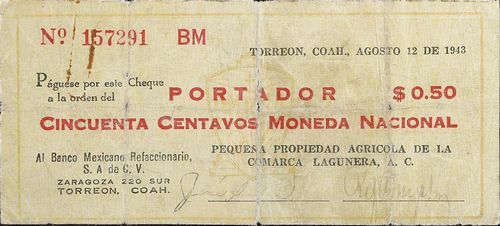 Nº 157291 BM
TORREON, COAH., AGOSTO 12 DE 1943
Páguese por este Cheque
a la orden del PORTADOR $0.50
CINCUENTA CENTAVOS MONEDA NACIONAL
Al Banco Mexicano Refaccionario,
S. A de C. V.
ZARAGOZA 220 SUR
TORREON, COAH.
PEQUEÑA PROPIEDAD AGRICOLA DE LA
COMARCA LAGUNERA, A. C.